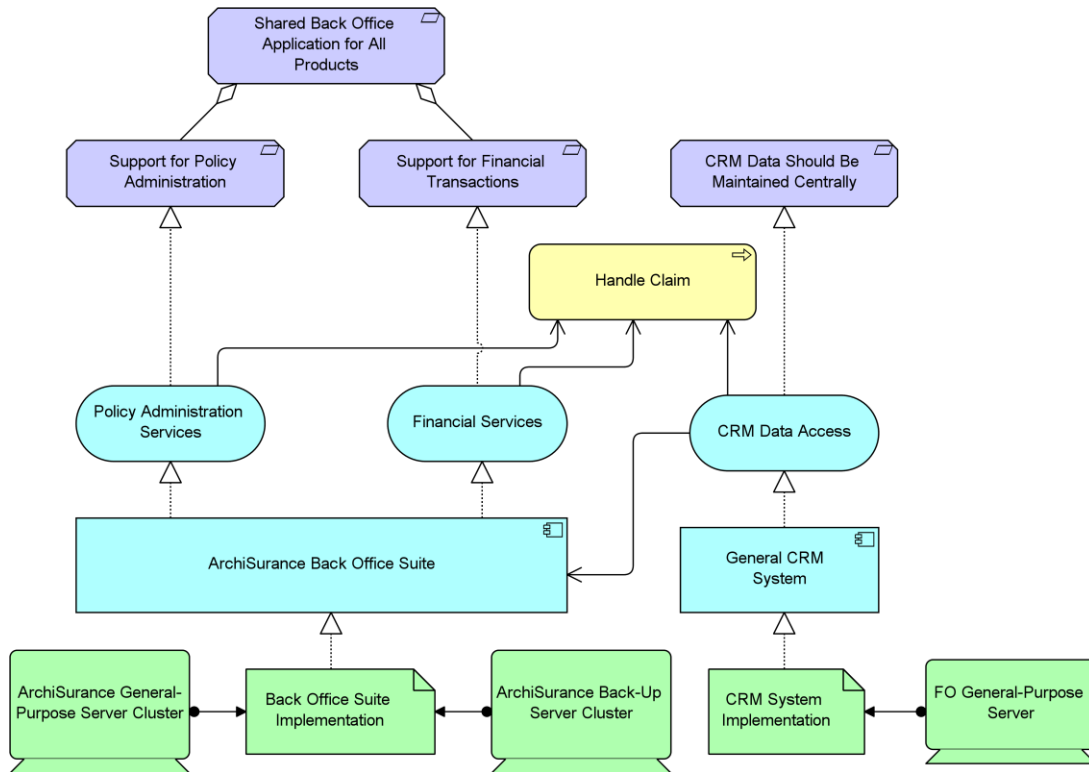 Shared Back Office
Application for All
Products
Support for Policy
Administration
Support for Financial
Transactions
CRM Data Should Be
Maintained Centrally
Handle Claim
Policy Administration
Services
Financial Services
CRM Data Access
ArchiSurance Back Office Suite
General CRM
System
ArchiSurance General-
Purpose Server Cluster
Back Office Suite
Implementation
ArchiSurance Back-Up
Server Cluster
CRM System
Implementation
FO General-Purpose
Server